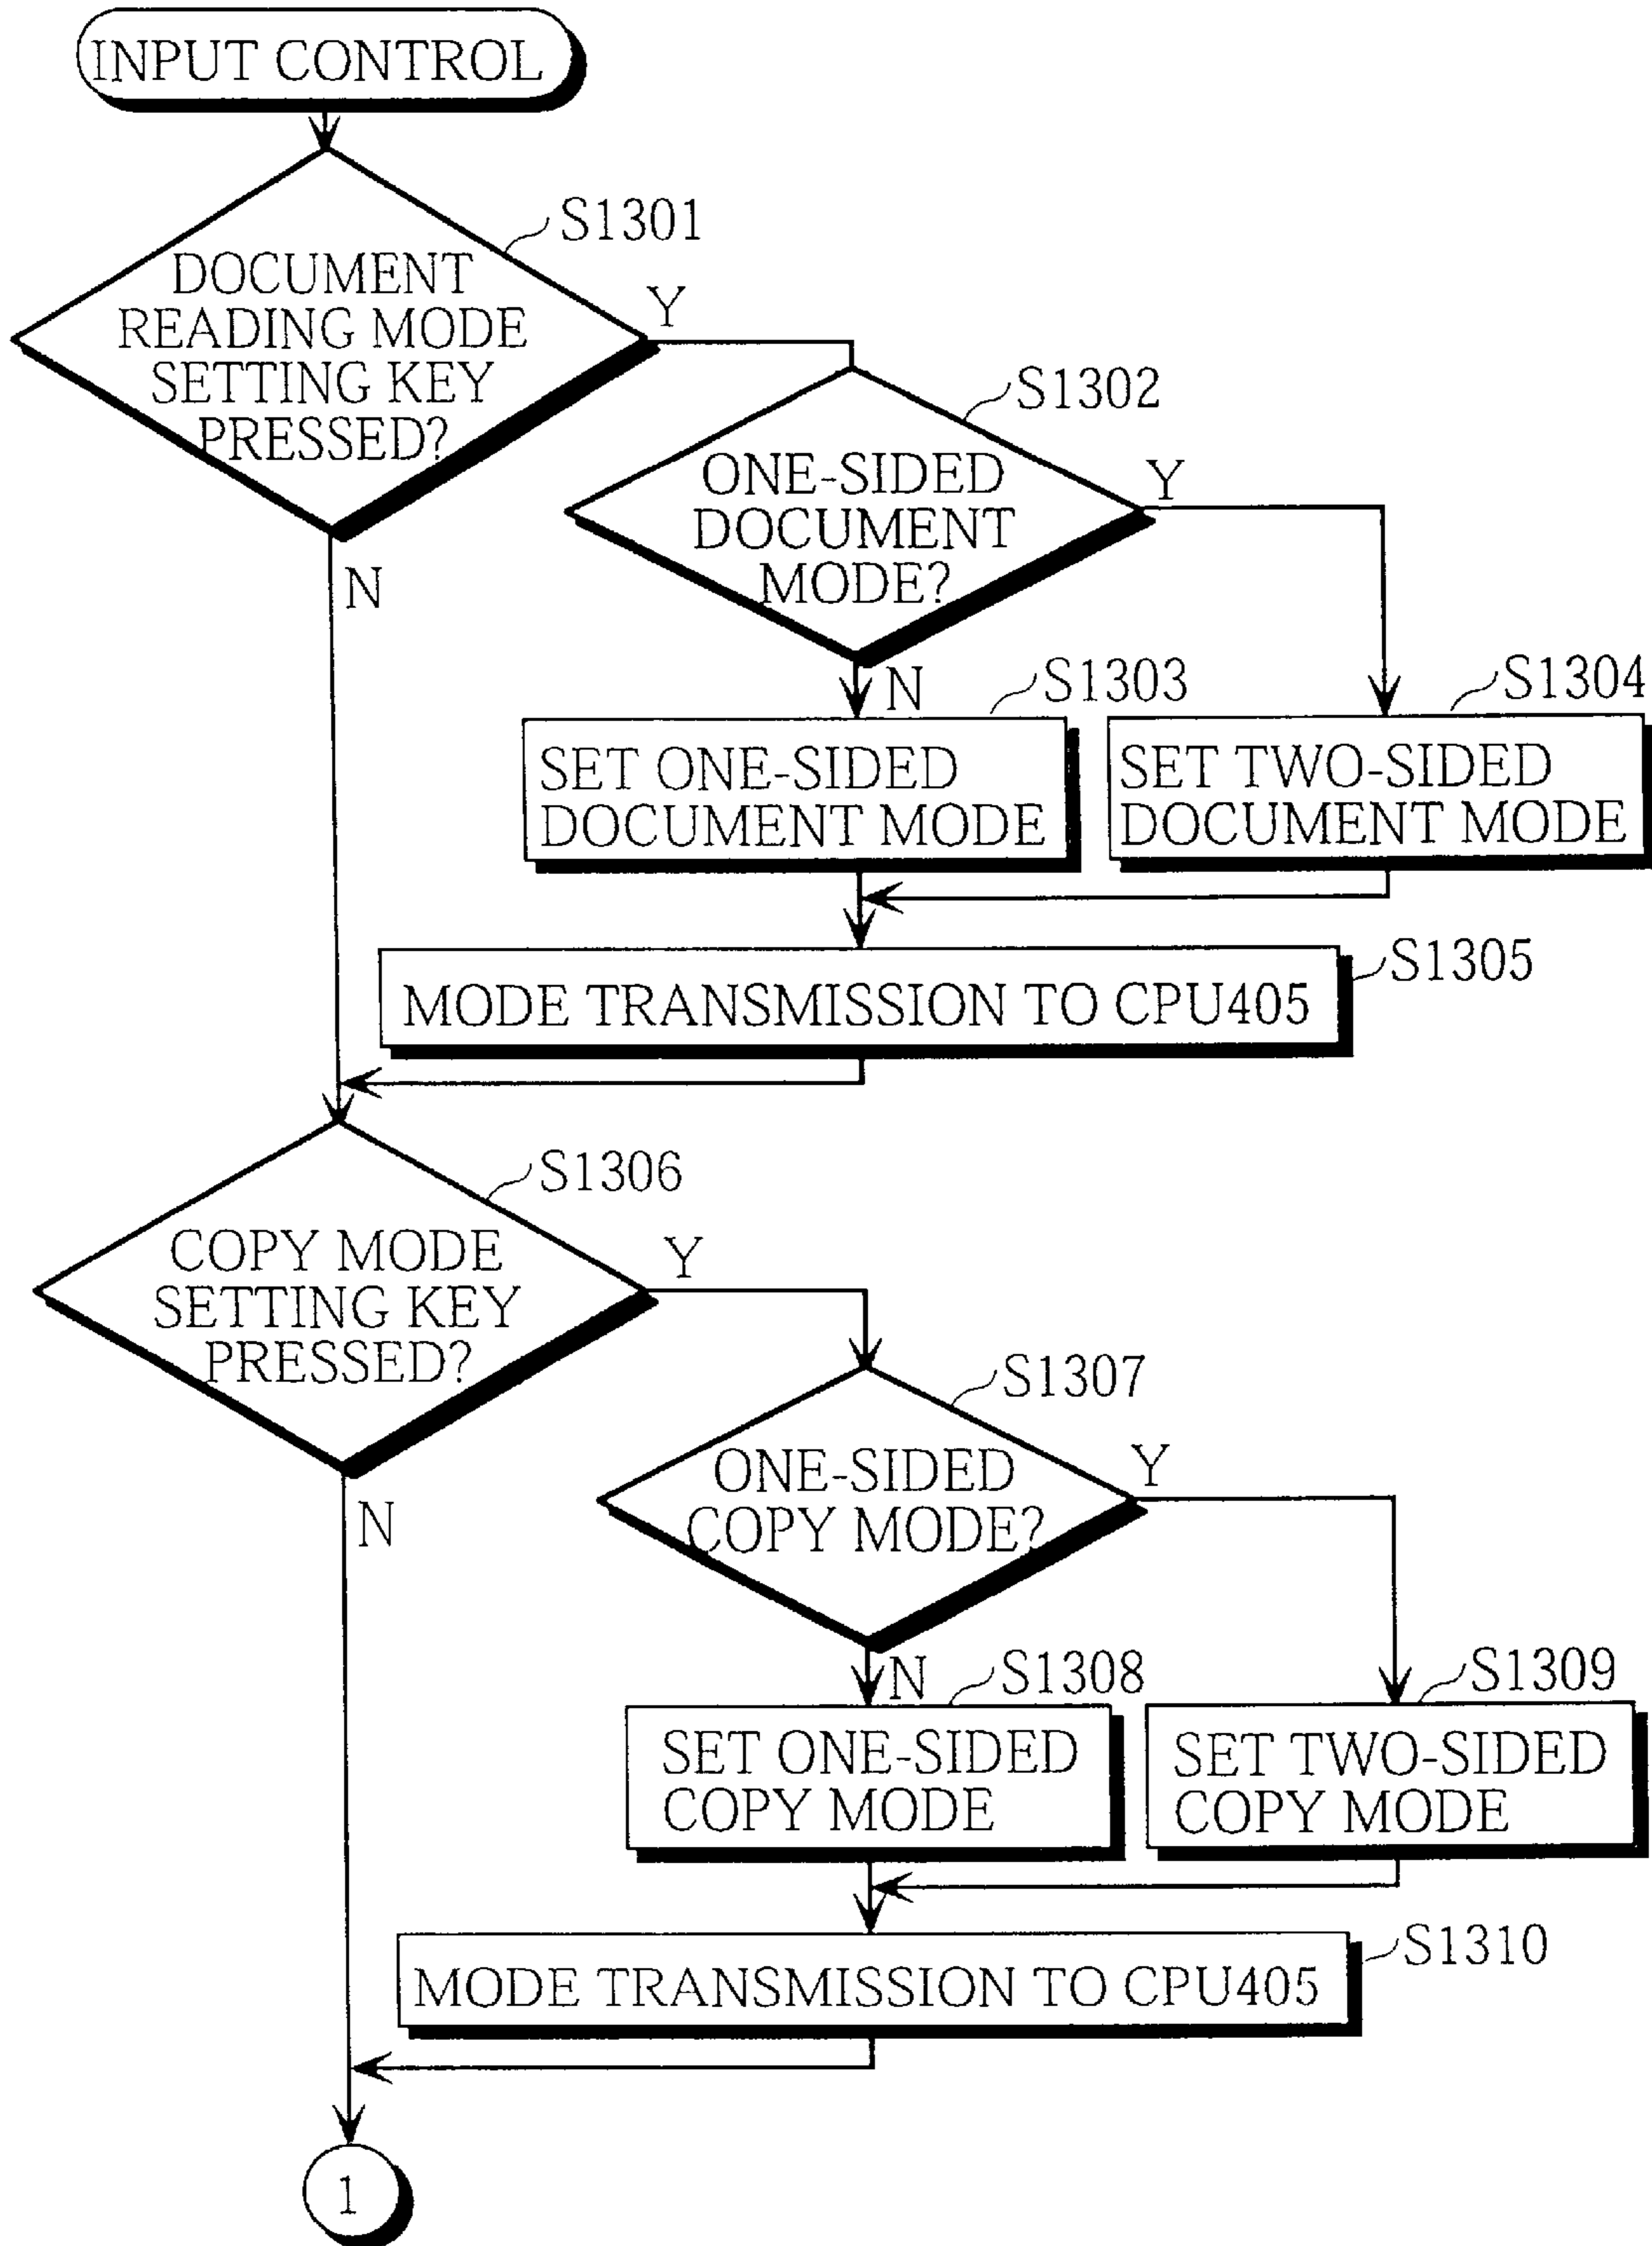 INPUT CONTROL
S1301
DOCUMENT
READING MODE
SETTING KEY
PRESSED?
Y
N
S1302
ONE-SIDED
DOCUMENT
MODE?
Y
N
S1303
SET ONE-SIDED
DOCUMENT MODE
S1304
SET TWO-SIDED
DOCUMENT MODE
S1305
MODE TRANSMISSION TO CPU405
S1306
COPY MODE
SETTING KEY
PRESSED?
Y
N
S1307
ONE-SIDED
COPY MODE?
Y
N
S1308
SET ONE-SIDED
COPY MODE
S1309
SET TWO-SIDED
COPY MODE
S1310
MODE TRANSMISSION TO CPU405
1